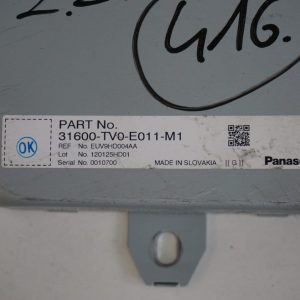 416.
PART No.
31600-TV0-E011-M1
OK
REF No. EUV9HD004AA
Lot No. 120125HD01
Serial No. 0010700 MADE IN SLOVAKIA [[ G ]] Panas